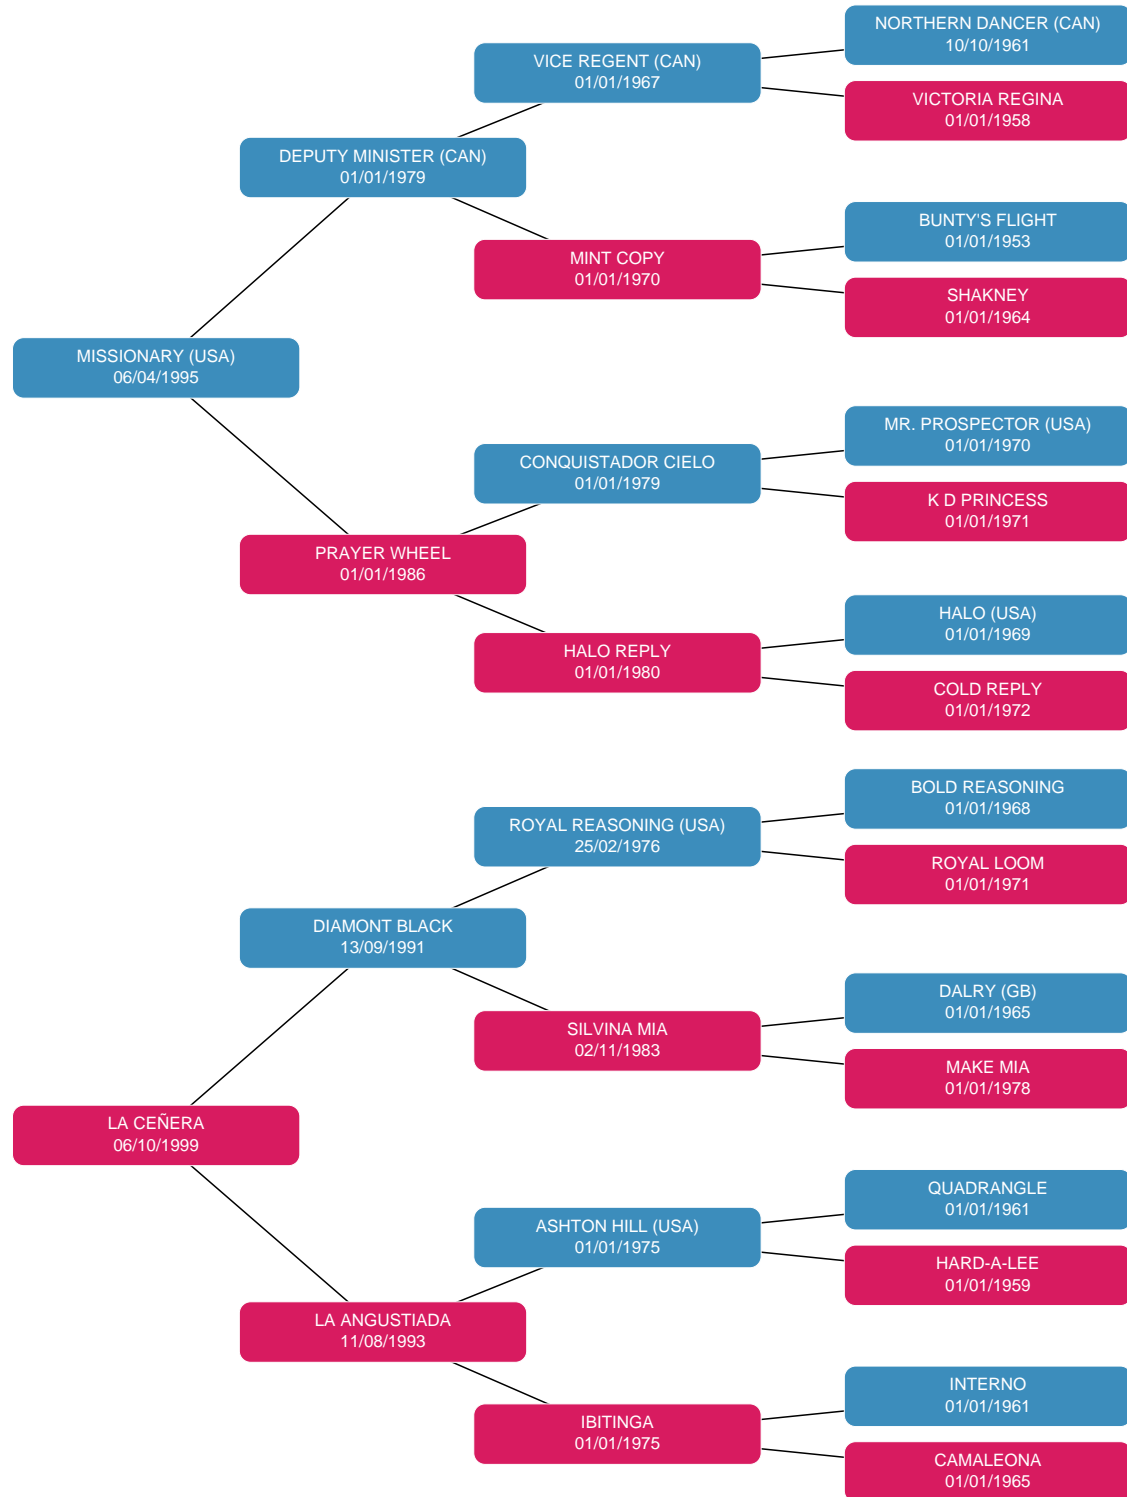 NORTHERN DANCER (CAN)
10/10/1961
VICE REGENT (CAN)
01/01/1967
VICTORIA REGINA
01/01/1958
DEPUTY MINISTER (CAN)
01/01/1979
BUNTY'S FLIGHT
01/01/1953
MINT COPY
01/01/1970
SHAKNEY
01/01/1964
MISSIONARY (USA)
06/04/1995
MR. PROSPECTOR (USA)
01/01/1970
CONQUISTADOR CIELO
01/01/1979
K D PRINCESS
01/01/1971
PRAYER WHEEL
01/01/1986
HALO (USA)
01/01/1969
HALO REPLY
01/01/1980
COLD REPLY
01/01/1972
BOLD REASONING
01/01/1968
ROYAL REASONING (USA)
25/02/1976
ROYAL LOOM
01/01/1971
DIAMONT BLACK
13/09/1991
DALRY (GB)
01/01/1965
SILVINA MIA
02/11/1983
MAKE MIA
01/01/1978
LA CEÑERA
06/10/1999
QUADRANGLE
01/01/1961
ASHTON HILL (USA)
01/01/1975
HARD-A-LEE
01/01/1959
LA ANGUSTIADA
11/08/1993
INTERNO
01/01/1961
IBITINGA
01/01/1975
CAMALEONA
01/01/1965